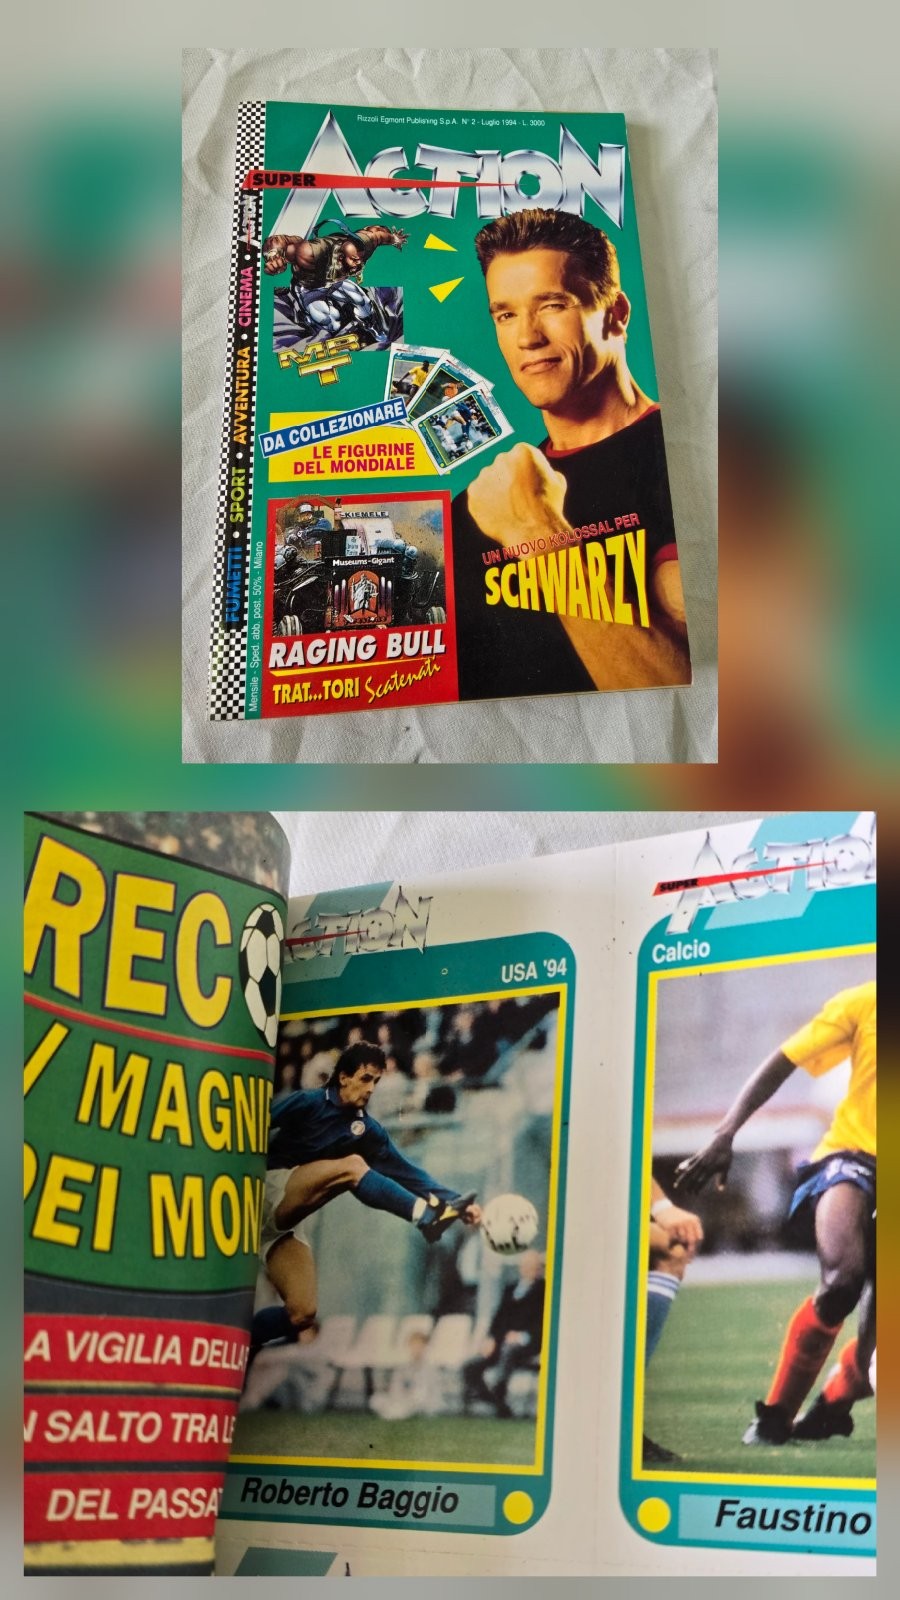 Rizzoli Egmont Publishing S.p.A. N° 2 - Luglio 1994 - L. 3000
SUPER ACTION
FUMETTI • SPORT • AVVENTURA • CINEMA • ACTION
Mensile - Sped. abb. post. 50% - Milano
MR T
DA COLLEZIONARE
LE FIGURINE
DEL MONDIALE
KIEMELE
Museums-Gigant
RAGING BULL
TRAT...TORI Scatenati
UN NUOVO KOLOSSAL PER
SCHWARZY
REC
MAGNI
DEI MON
A VIGILIA DELLA
N SALTO TRA LE
DEL PASSA
ACTION
USA '94
Roberto Baggio
SUPER ACTION
Calcio
Faustino